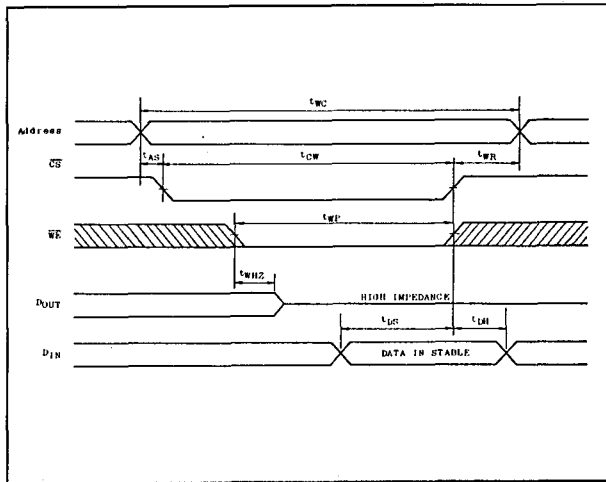 tWC
Address
tAS
tCW
tWR
CS
tWP
WE
tWHZ
DOUT
HIGH IMPEDANCE
tDS
tDH
DIN
DATA IN STABLE